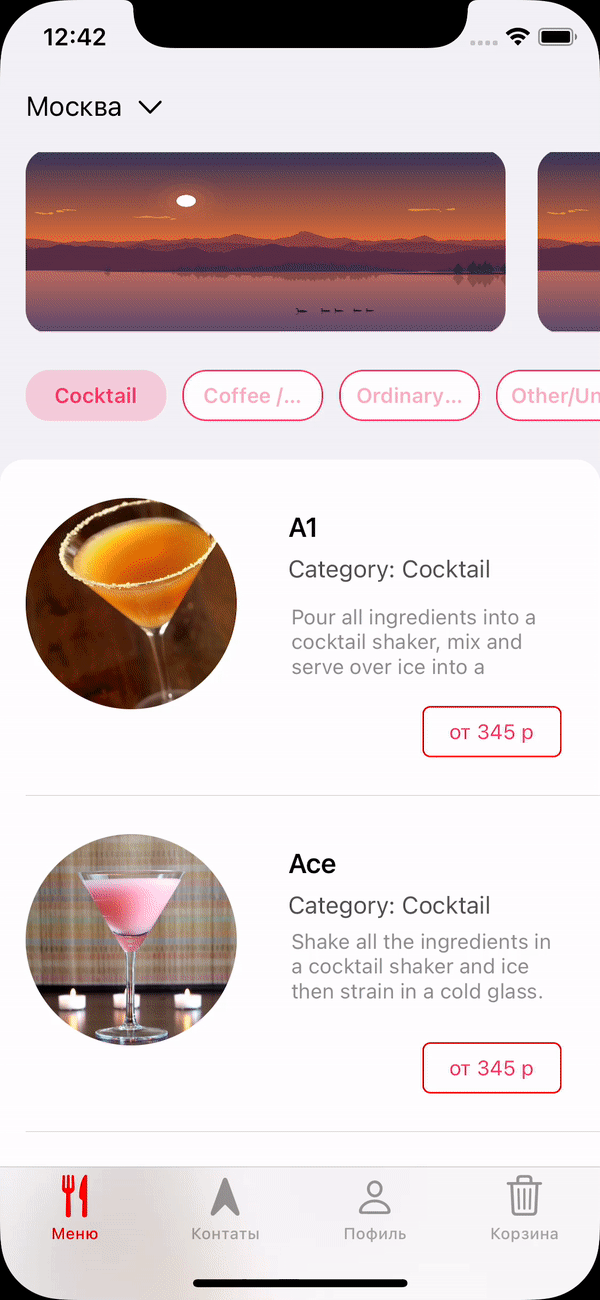 12:42
Москва
Cocktail
Coffee /...
Ordinary...
Other/Un
A1
Category: Cocktail
Pour all ingredients into a
cocktail shaker, mix and
serve over ice into a
от 345 р
Ace
Category: Cocktail
Shake all the ingredients in
a cocktail shaker and ice
then strain in a cold glass.
от 345 р
Меню
Контаты
Пофиль
Корзина